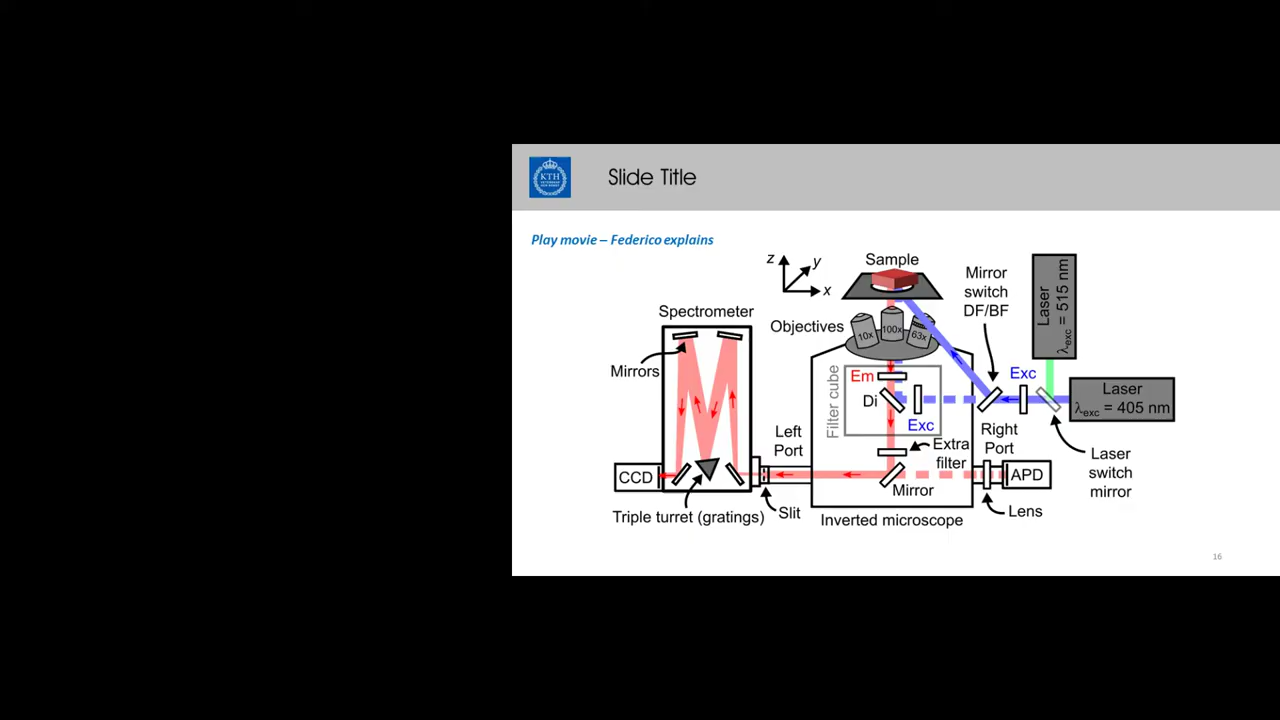 KTH
Slide Title
Play movie – Federico explains
z
y
x
Sample
Mirror
switch
DF/BF
Laser
λexc = 515 nm
Spectrometer
Objectives
10x
100x
63x
Mirrors
Filter cube
Em
Di
Exc
Exc
Laser
λexc = 405 nm
Left
Port
Extra
filter
Right
Port
Laser
switch
mirror
CCD
Mirror
APD
Triple turret (gratings)
Slit
Inverted microscope
Lens
16